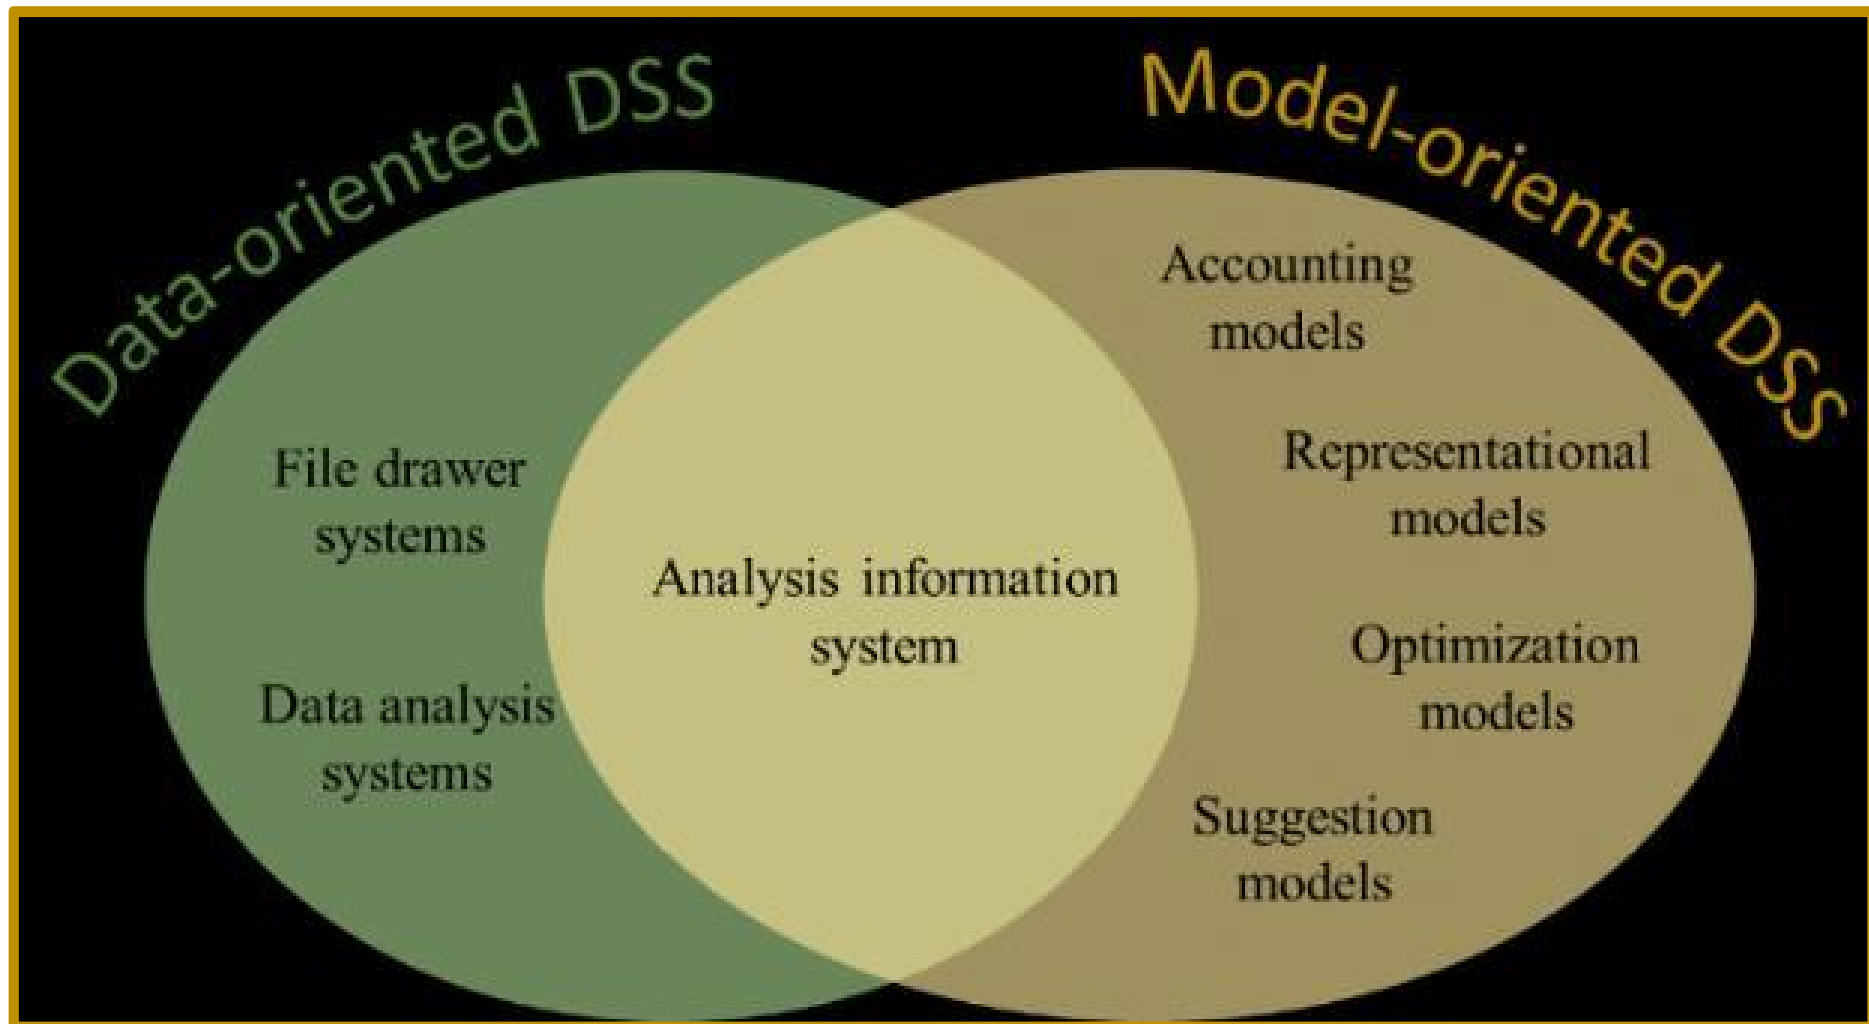 Data-oriented DSS
Model-oriented DSS
File drawer
systems
Data analysis
systems
Analysis information
system
Accounting
models
Representational
models
Optimization
models
Suggestion
models